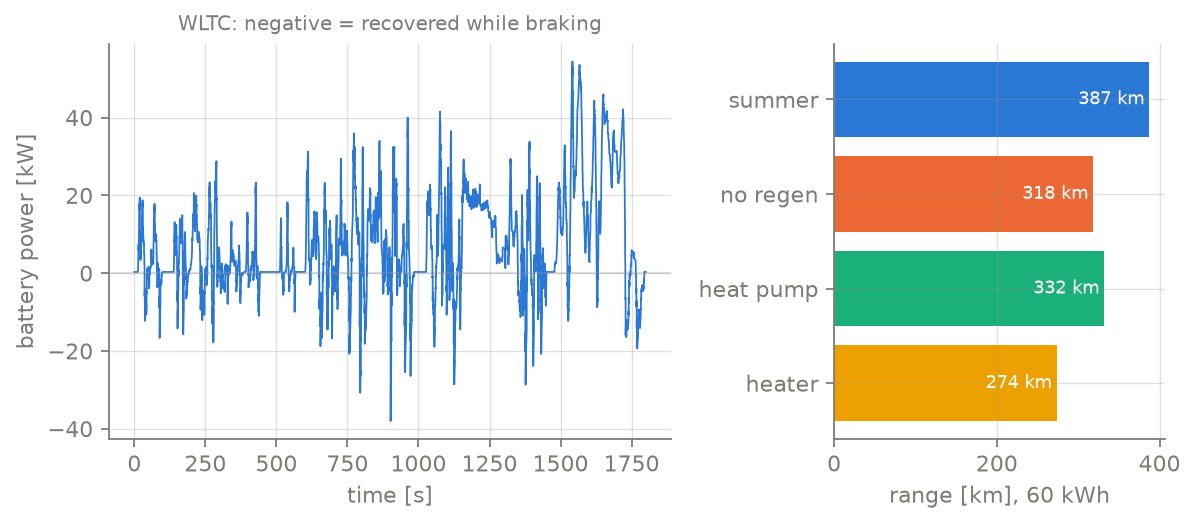 WLTC: negative = recovered while braking
battery power [kW]
40
20
0
−20
−40
0 250 500 750 1000 1250 1500 1750
time [s]
summer 387 km
no regen 318 km
heat pump 332 km
heater 274 km
0 200 400
range [km], 60 kWh